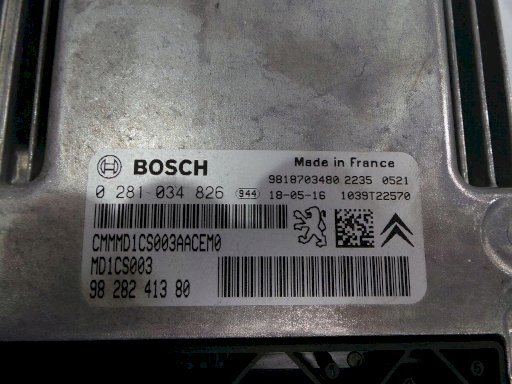 BOSCH
Made in France
9818703480 2235 0521
0 281 034 826 944 18-05-16 1039T22570
CMMMD1CS003AACEM0
MD1CS003
98 282 413 80